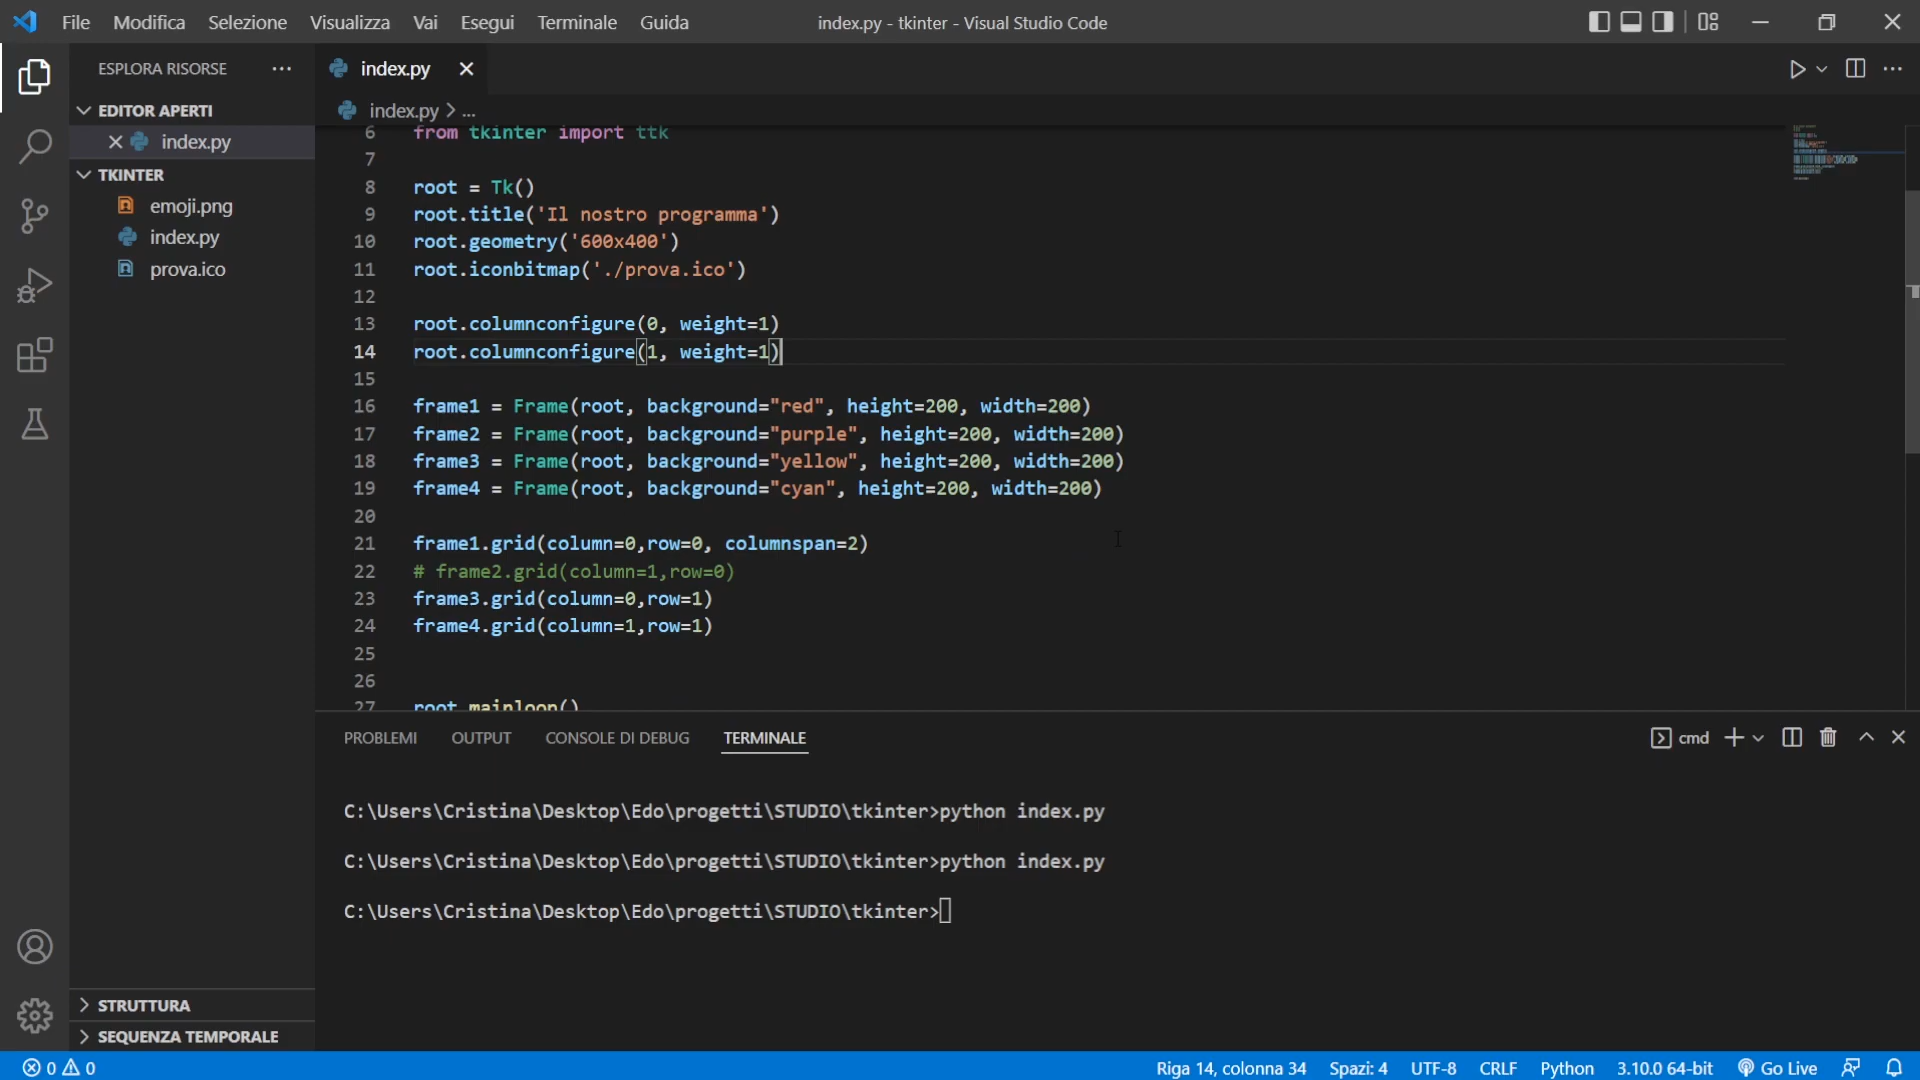 File Modifica Selezione Visualizza Vai Esegui Terminale Guida
index.py - tkinter - Visual Studio Code
ESPLORA RISORSE
EDITOR APERTI
index.py
TKINTER
emoji.png
index.py
prova.ico
STRUTTURA
SEQUENZA TEMPORALE
index.py
index.py > ...
6 from tkinter import ttk
7
8 root = Tk()
9 root.title('Il nostro programma')
10 root.geometry('600x400')
11 root.iconbitmap('./prova.ico')
12
13 root.columnconfigure(0, weight=1)
14 root.columnconfigure(1, weight=1)
15
16 frame1 = Frame(root, background="red", height=200, width=200)
17 frame2 = Frame(root, background="purple", height=200, width=200)
18 frame3 = Frame(root, background="yellow", height=200, width=200)
19 frame4 = Frame(root, background="cyan", height=200, width=200)
20
21 frame1.grid(column=0,row=0, columnspan=2)
22 # frame2.grid(column=1,row=0)
23 frame3.grid(column=0,row=1)
24 frame4.grid(column=1,row=1)
25
26
27 root.mainloop()
PROBLEMI OUTPUT CONSOLE DI DEBUG TERMINALE
cmd
C:\Users\Cristina\Desktop\Edo\progetti\STUDIO\tkinter>python index.py
C:\Users\Cristina\Desktop\Edo\progetti\STUDIO\tkinter>python index.py
C:\Users\Cristina\Desktop\Edo\progetti\STUDIO\tkinter>
0 0
Riga 14, colonna 34 Spazi: 4 UTF-8 CRLF Python 3.10.0 64-bit Go Live